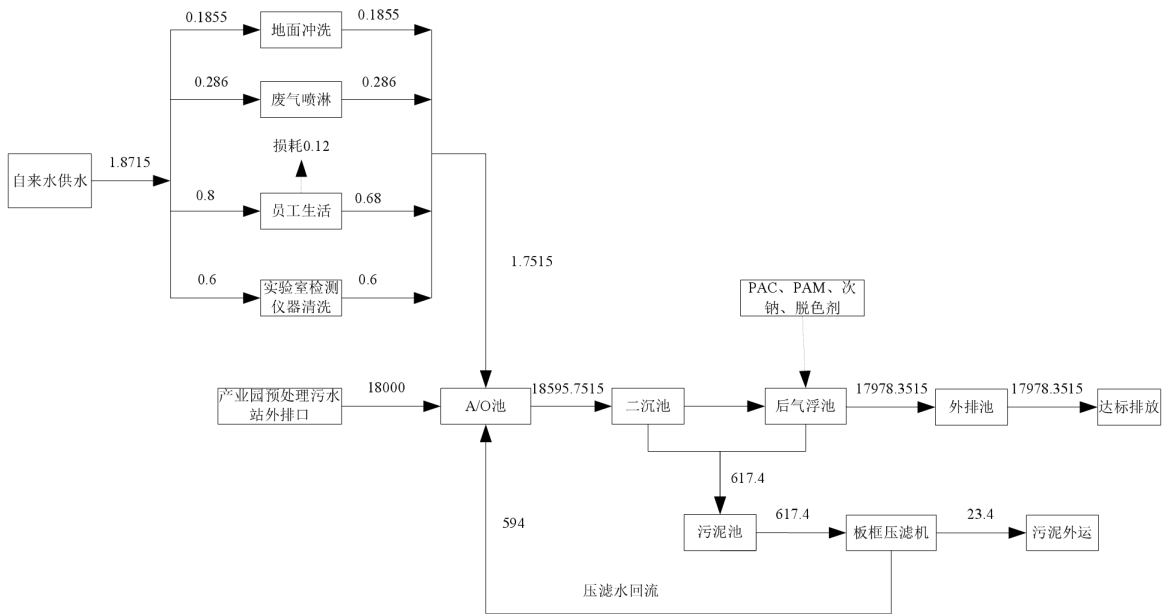 0.1855
地面冲洗
0.1855
0.286
废气喷淋
0.286
损耗0.12
自来水供水
1.8715
0.8
员工生活
0.68
0.6
实验室检测
仪器清洗
0.6
1.7515
PAC、PAM、次
钠、脱色剂
产业园预处理污水
站外排口
18000
A/O池
18595.7515
二沉池
后气浮池
17978.3515
外排池
17978.3515
达标排放
617.4
594
污泥池
617.4
板框压滤机
23.4
污泥外运
压滤水回流